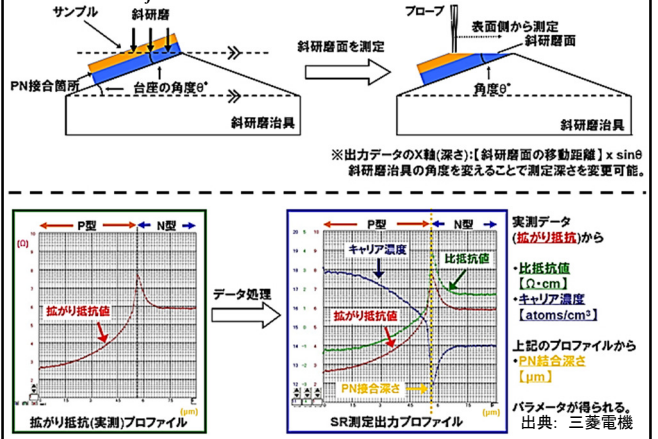 サンプル
斜研磨
PN接合箇所
台座の角度θ°
斜研磨治具
斜研磨面を測定
プローブ
表面側から測定
斜研磨面
角度θ°
斜研磨治具
※出力データのX軸(深さ):【斜研磨面の移動距離】x sinθ
斜研磨治具の角度を変えることで測定深さを変更可能。
P型
N型
[Ω]
拡がり抵抗値
[μm]
拡がり抵抗(実測)プロファイル
データ処理
P型
N型
キャリア濃度
比抵抗値
拡がり抵抗値
PN接合深さ
[μm]
SR測定出力プロファイル
実測データ
(拡がり抵抗)から
・比抵抗値
【Ω・cm】
・キャリア濃度
【atoms/cm³】
上記のプロファイルから
・PN結合深さ
【μm】
パラメータが得られる。
出典: 三菱電機